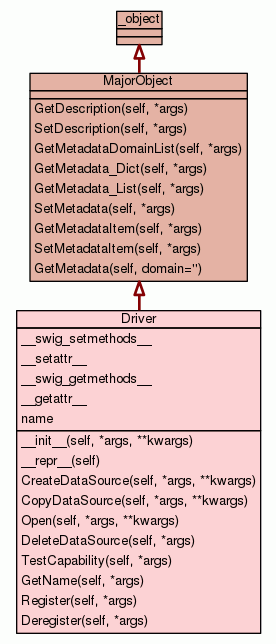 _object
MajorObject
GetDescription(self, *args)
SetDescription(self, *args)
GetMetadataDomainList(self, *args)
GetMetadata_Dict(self, *args)
GetMetadata_List(self, *args)
SetMetadata(self, *args)
GetMetadataItem(self, *args)
SetMetadataItem(self, *args)
GetMetadata(self, domain='')
Driver
__swig_setmethods__
__setattr__
__swig_getmethods__
__getattr__
name
__init__(self, *args, **kwargs)
__repr__(self)
CreateDataSource(self, *args, **kwargs)
CopyDataSource(self, *args, **kwargs)
Open(self, *args, **kwargs)
DeleteDataSource(self, *args)
TestCapability(self, *args)
GetName(self, *args)
Register(self, *args)
Deregister(self, *args)